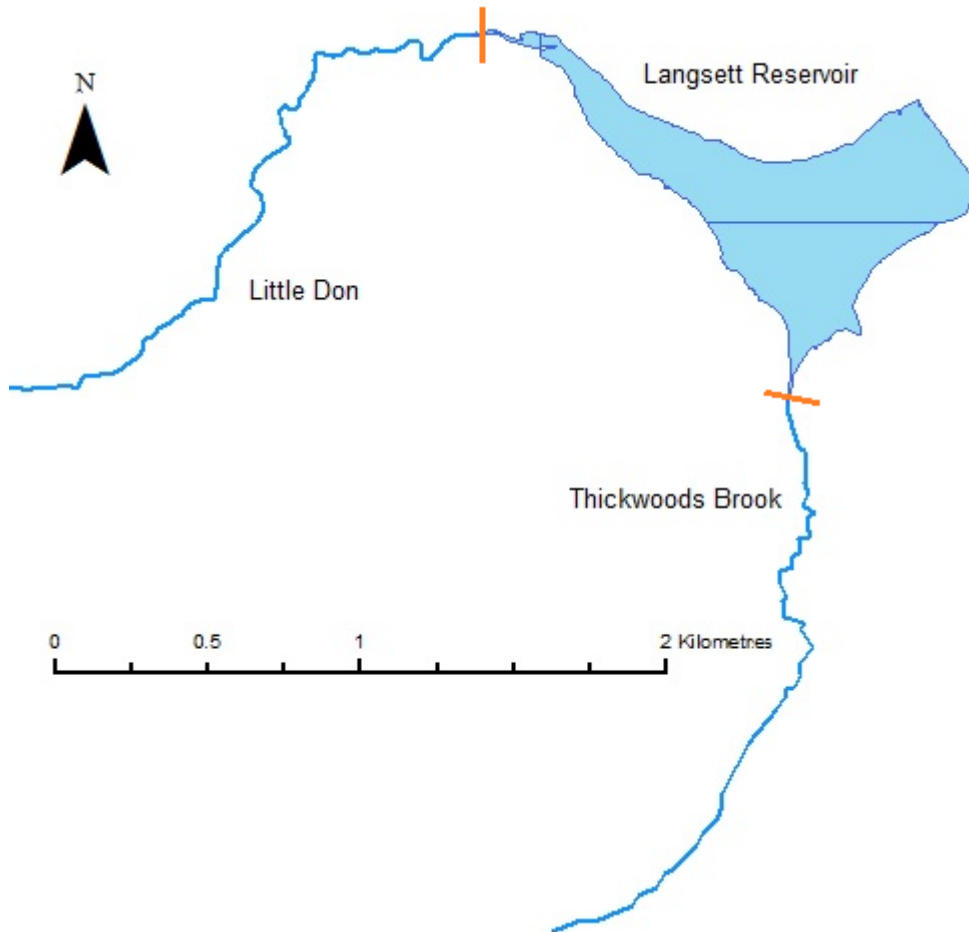 N
Langsett Reservoir
Little Don
Thickwoods Brook
0 0.5 1 2 Kilometres